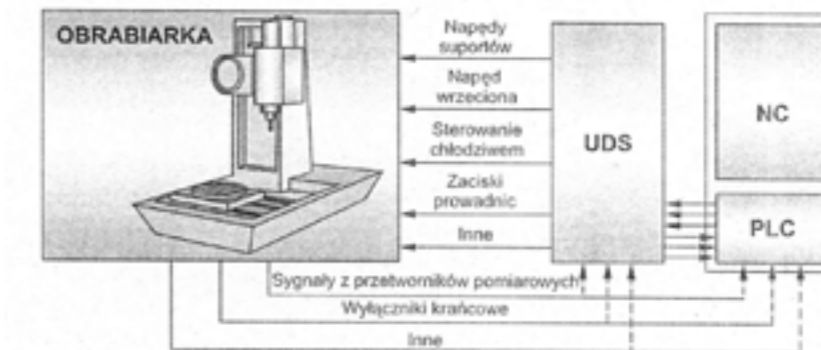 OBRABIARKA
Napędy
suportów
Napęd
wrzeciona
Sterowanie
chłodziwem
Zaciski
prowadnic
Inne
UDS
NC
PLC
Sygnały z przetworników pomiarowych
Wyłączniki krańcowe
Inne